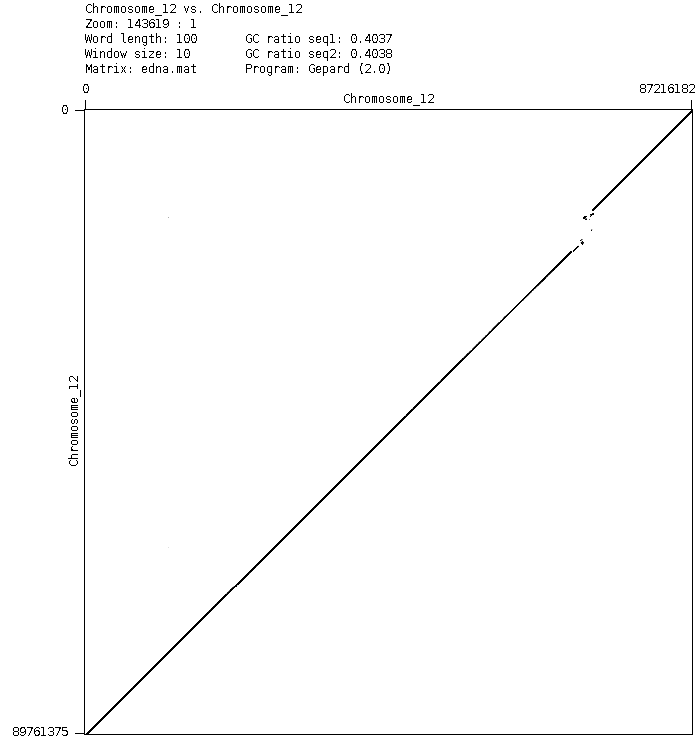 Chromosome_12 vs. Chromosome_12
Zoom: 143619 : 1
Word length: 100 GC ratio seq1: 0.4037
Window size: 10 GC ratio seq2: 0.4038
Matrix: edna.mat Program: Gepard (2.0)
0 87216182
Chromosome_12
0
Chromosome_12
89761375